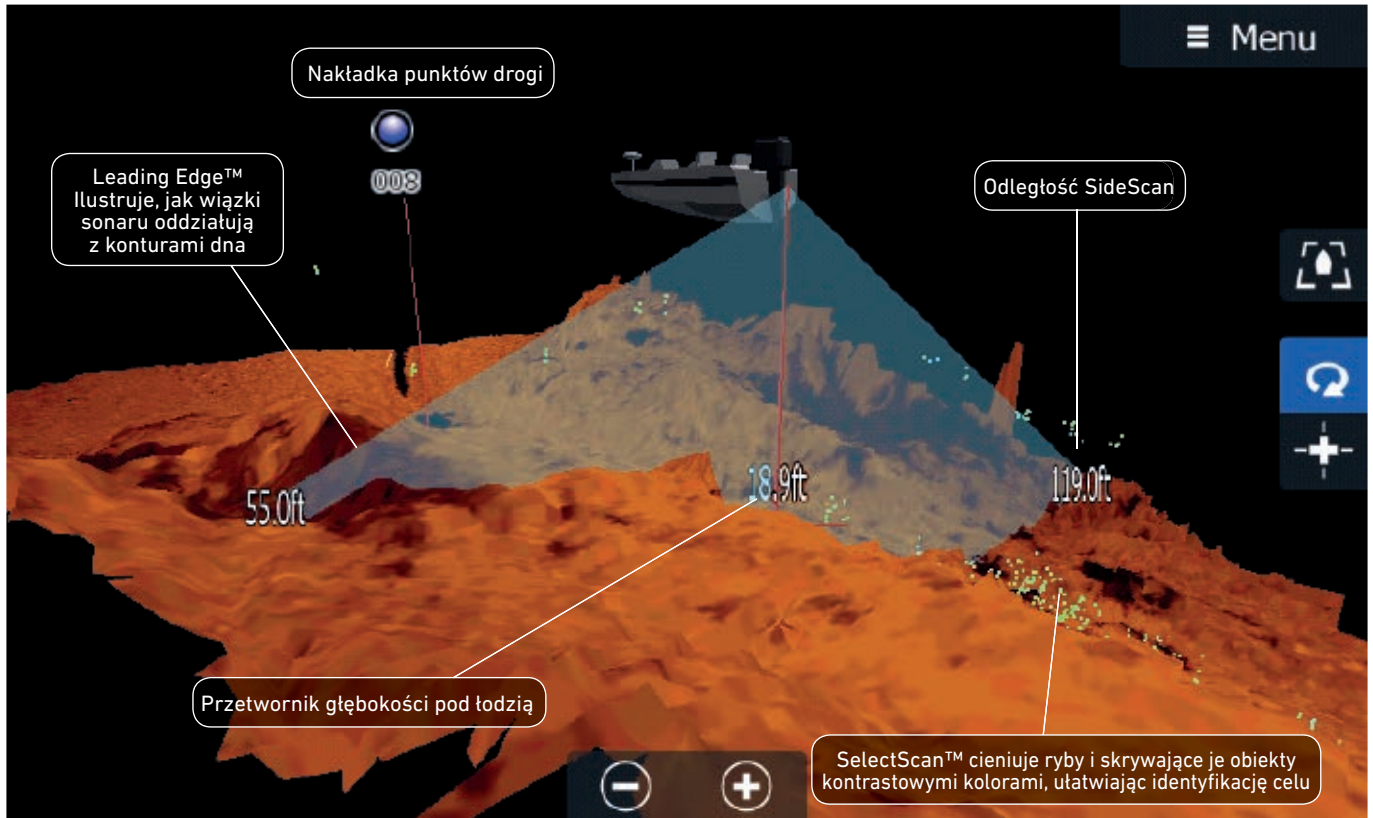 Menu
Nakładka punktów drogi
008
Leading Edge™
Ilustruje, jak wiązki
sonaru oddziałują
z konturami dna
Odległość SideScan
55.0ft
18.9ft
119.0ft
Przetwornik głębokości pod łodzią
SelectScan™ cieniuje ryby i skrywające je obiekty
kontrastowymi kolorami, ułatwiając identyfikację celu